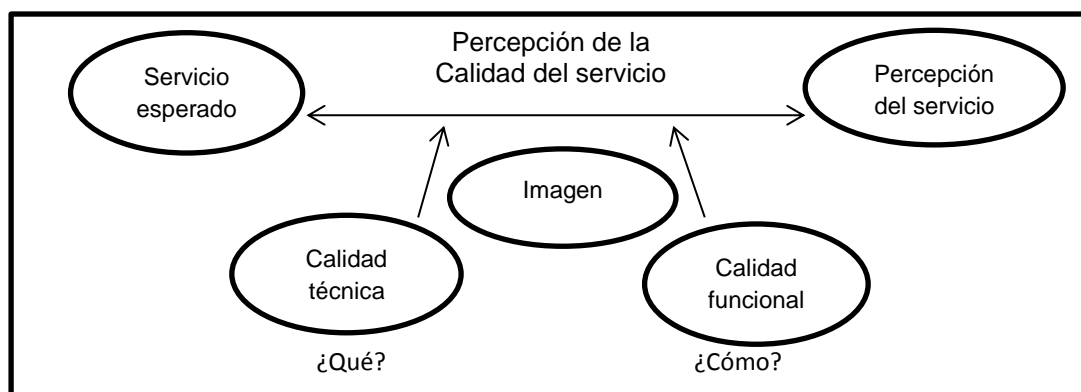 Percepción de la
Calidad del servicio
Servicio
esperado
Percepción
del servicio
Imagen
Calidad
técnica
Calidad
funcional
¿Qué?
¿Cómo?